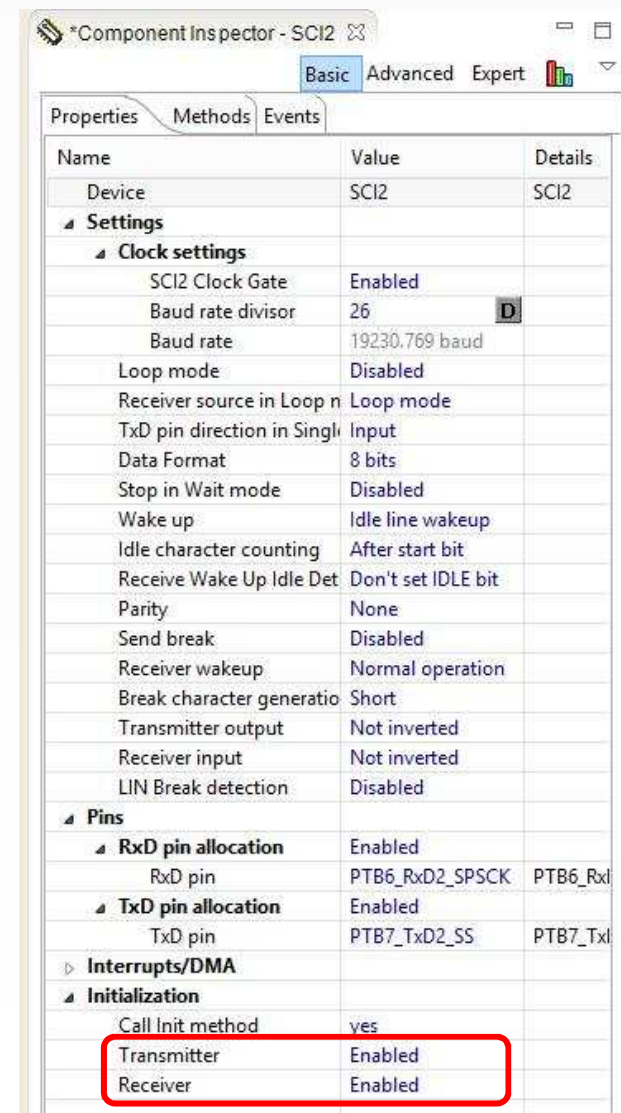 *Component Inspector - SCI2
Basic Advanced Expert
Properties Methods Events
Name Value Details
Device SCI2 SCI2
Settings
Clock settings
SCI2 Clock Gate Enabled
Baud rate divisor 26 D
Baud rate 19230.769 baud
Loop mode Disabled
Receiver source in Loop n Loop mode
TxD pin direction in Singl Input
Data Format 8 bits
Stop in Wait mode Disabled
Wake up Idle line wakeup
Idle character counting After start bit
Receive Wake Up Idle Det Don't set IDLE bit
Parity None
Send break Disabled
Receiver wakeup Normal operation
Break character generatio Short
Transmitter output Not inverted
Receiver input Not inverted
LIN Break detection Disabled
Pins
RxD pin allocation Enabled
RxD pin PTB6_RxD2_SPSCK PTB6_Rxl
TxD pin allocation Enabled
TxD pin PTB7_TxD2_SS PTB7_Txl
Interrupts/DMA
Initialization
Call Init method yes
Transmitter Enabled
Receiver Enabled